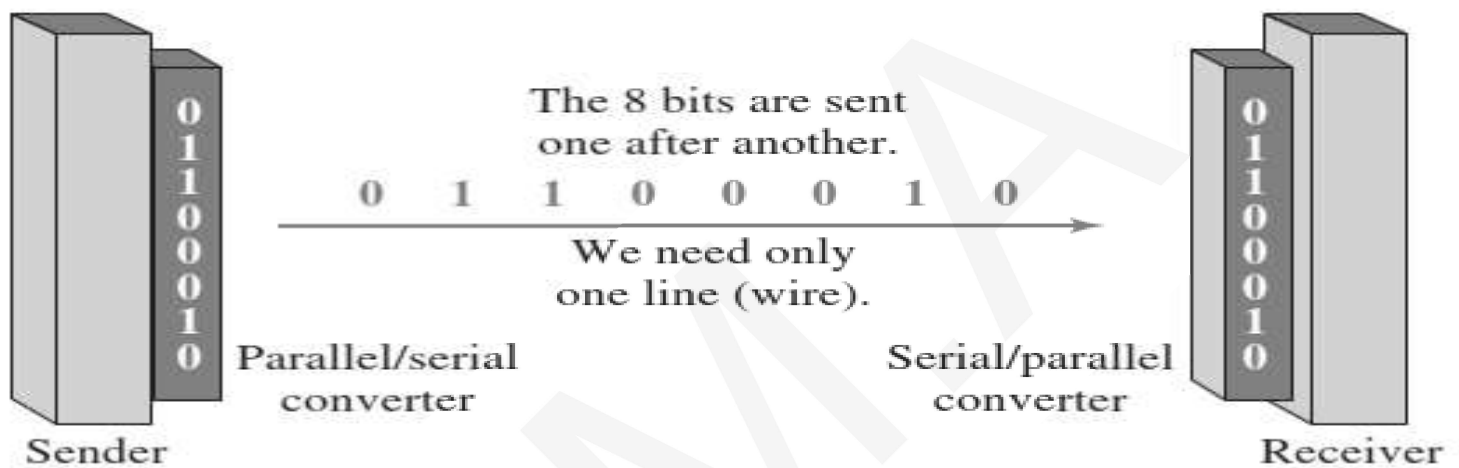 The 8 bits are sent
one after another.
0 1 1 0 0 0 1 0
We need only
one line (wire).
0
1
1
0
0
0
1
0
Parallel/serial
converter
Sender
0
1
1
0
0
0
1
0
Serial/parallel
converter
Receiver
MA